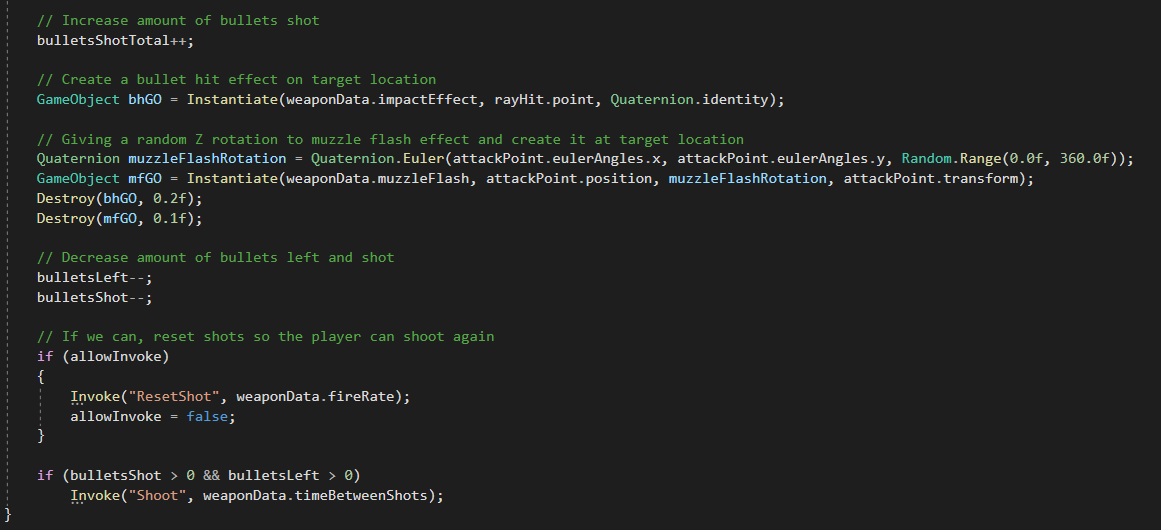 // Increase amount of bullets shot
bulletsShotTotal++;
// Create a bullet hit effect on target location
GameObject bhGO = Instantiate(weaponData.impactEffect, rayHit.point, Quaternion.identity);
// Giving a random Z rotation to muzzle flash effect and create it at target location
Quaternion muzzleFlashRotation = Quaternion.Euler(attackPoint.eulerAngles.x, attackPoint.eulerAngles.y, Random.Range(0.0f, 360.0f));
GameObject mfGO = Instantiate(weaponData.muzzleFlash, attackPoint.position, muzzleFlashRotation, attackPoint.transform);
Destroy(bhGO, 0.2f);
Destroy(mfGO, 0.1f);
// Decrease amount of bullets left and shot
bulletsLeft--;
bulletsShot--;
// If we can, reset shots so the player can shoot again
if (allowInvoke)
{
Invoke("ResetShot", weaponData.fireRate);
allowInvoke = false;
}
if (bulletsShot > 0 && bulletsLeft > 0)
Invoke("Shoot", weaponData.timeBetweenShots);
}